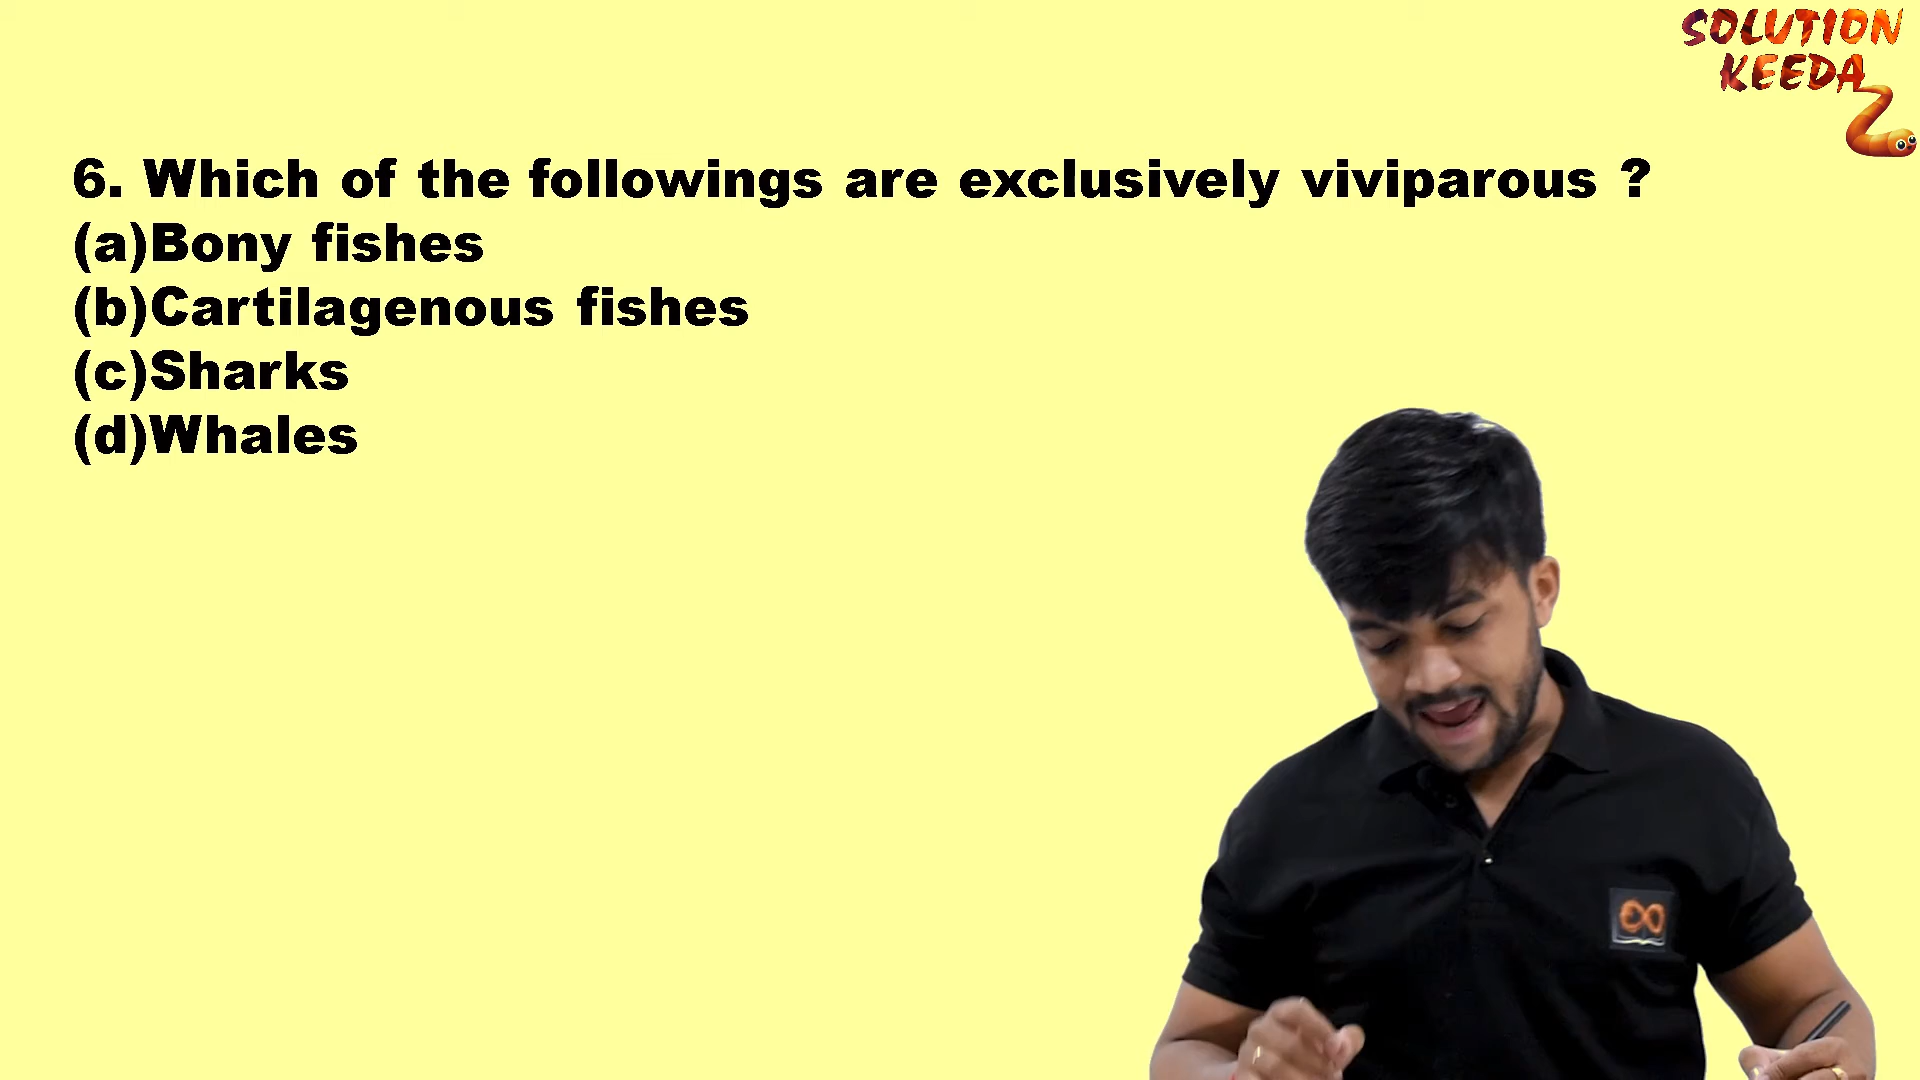 SOLUTION
KEEDA
6. Which of the followings are exclusively viviparous ?
(a)Bony fishes
(b)Cartilagenous fishes
(c)Sharks
(d)Whales